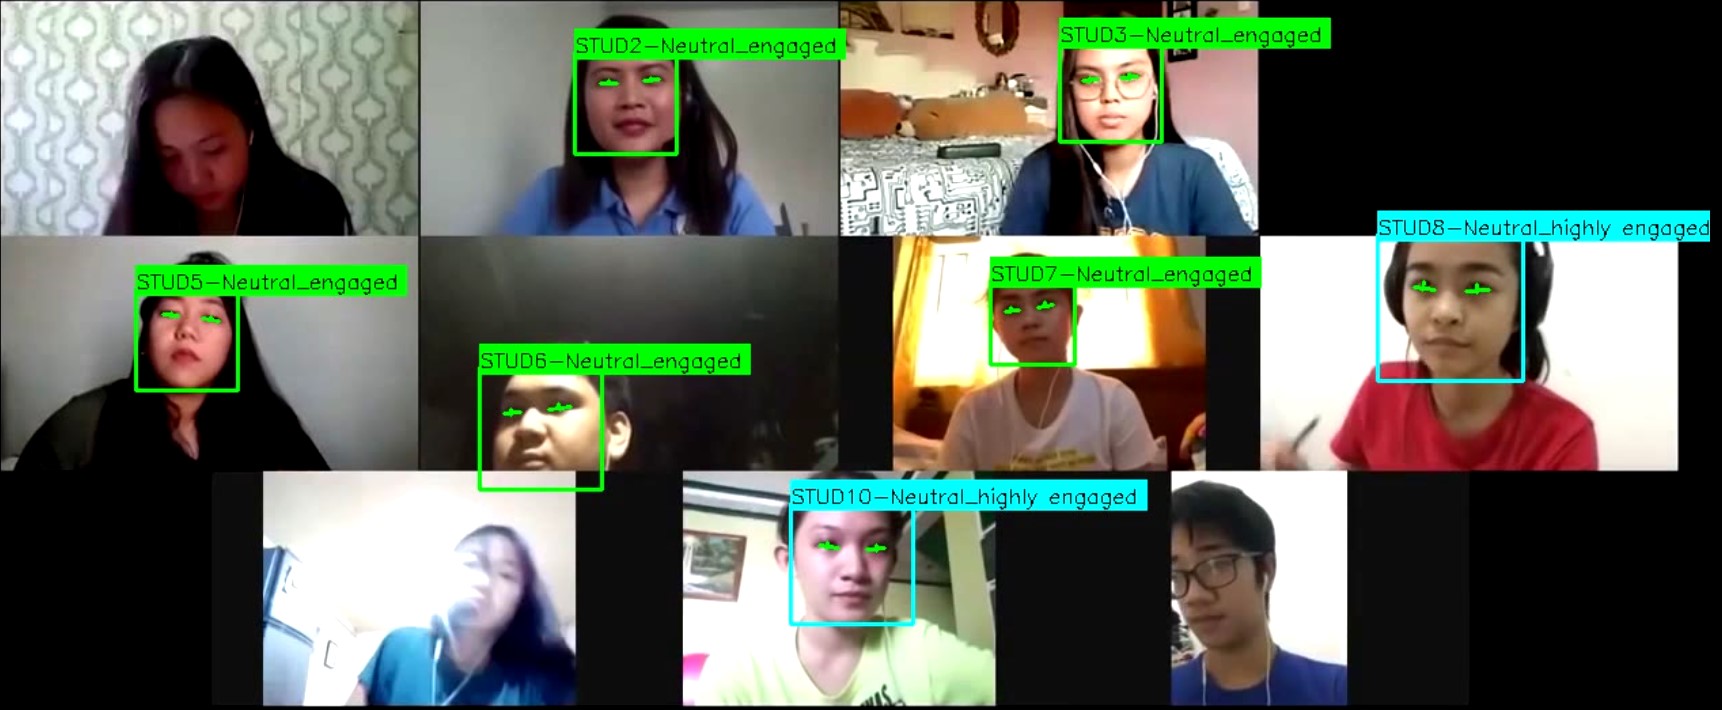 STUD2-Neutral_engaged
STUD3-Neutral_engaged
STUD8-Neutral_highly engaged
STUD5-Neutral_engaged
STUD7-Neutral_engaged
STUD6-Neutral_engaged
STUD10-Neutral_highly engaged